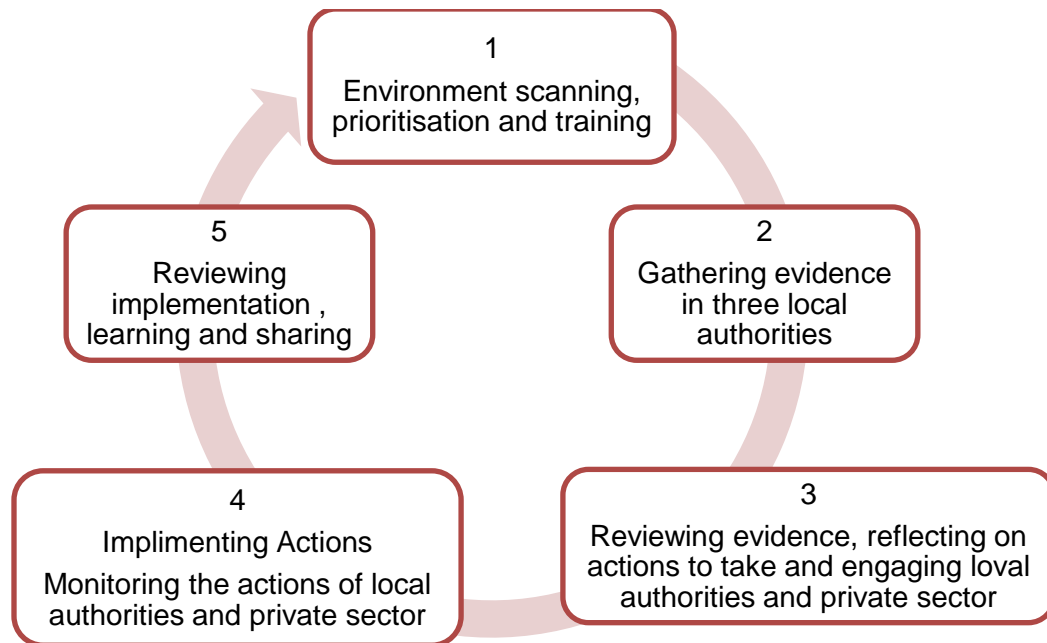 1
Environment scanning,
prioritisation and training
2
Gathering evidence
in three local
authorities
3
Reviewing evidence, reflecting on
actions to take and engaging loval
authorities and private sector
4
Implimenting Actions
Monitoring the actions of local
authorities and private sector
5
Reviewing
implementation ,
learning and sharing